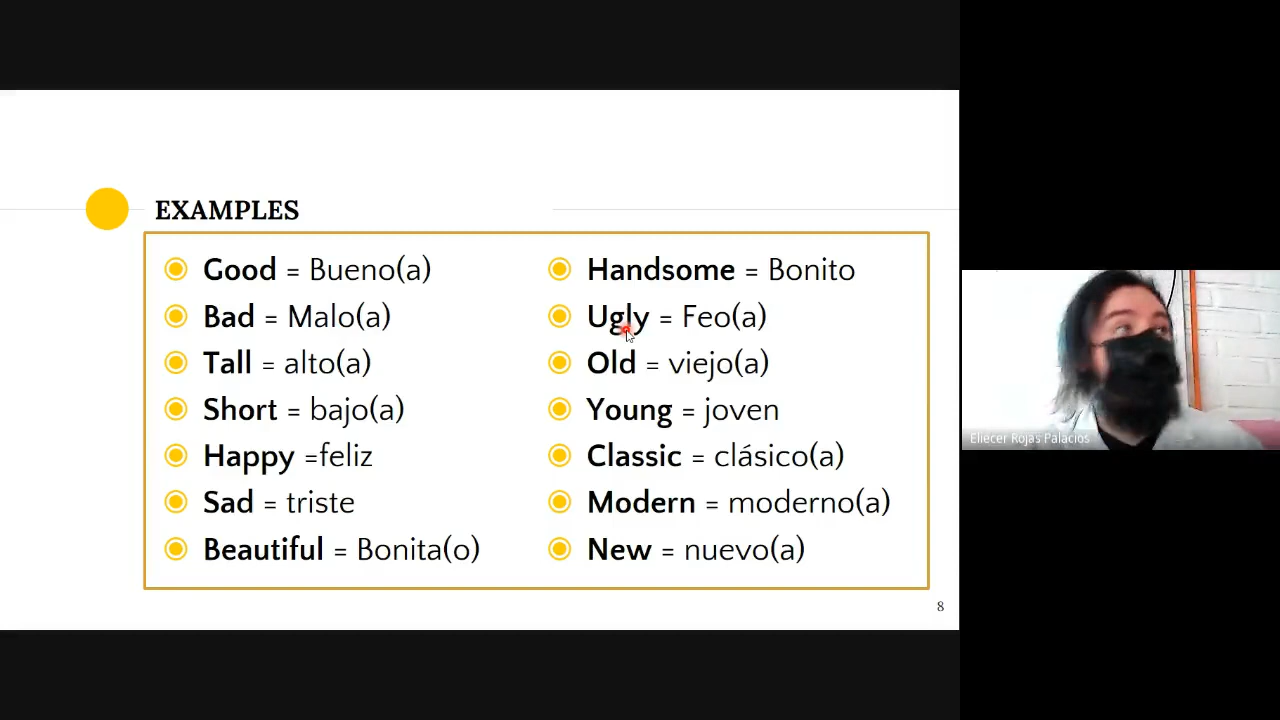 EXAMPLES
Good = Bueno(a)
Bad = Malo(a)
Tall = alto(a)
Short = bajo(a)
Happy =feliz
Sad = triste
Beautiful = Bonita(o)
Handsome = Bonito
Ugly = Feo(a)
Old = viejo(a)
Young = joven
Classic = clásico(a)
Modern = moderno(a)
New = nuevo(a)
8
Eliecer Rojas Palacios